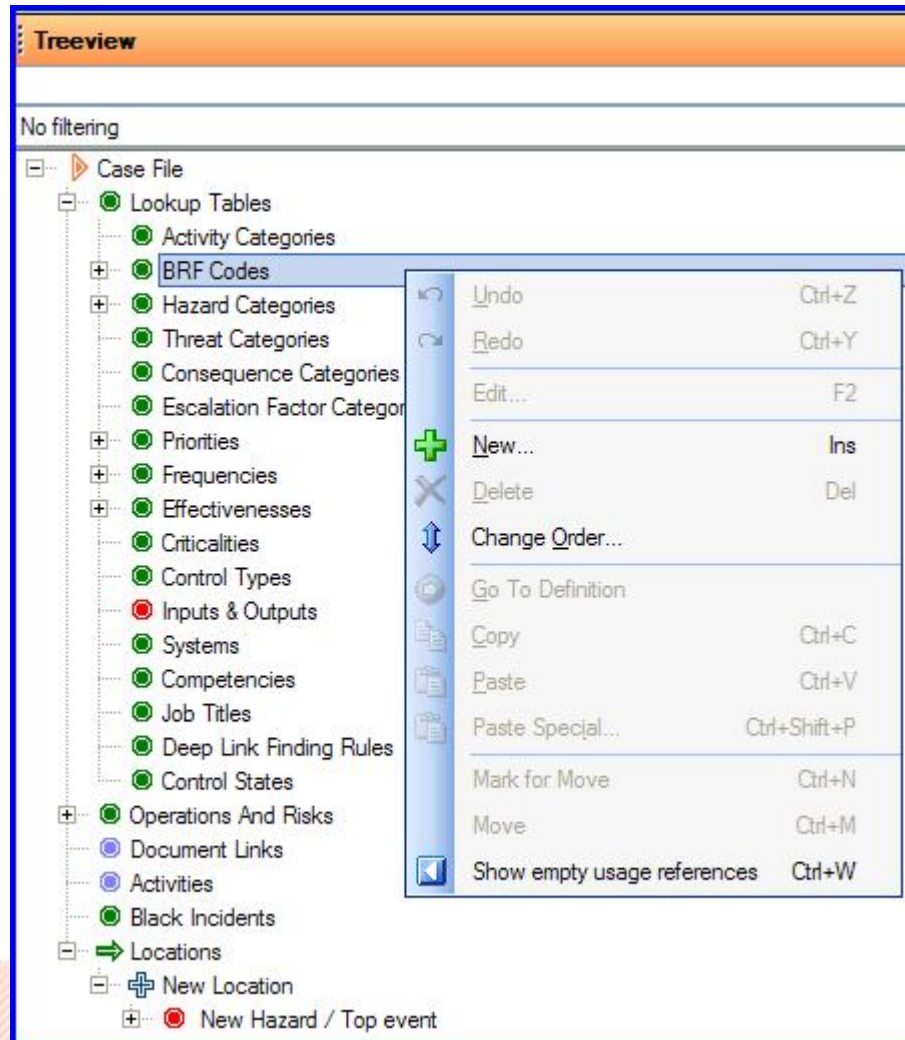 Treeview
No filtering
Case File
Lookup Tables
Activity Categories
BRF Codes
Hazard Categories
Threat Categories
Consequence Categories
Escalation Factor Categor
Priorities
Frequencies
Effectivenesses
Criticalities
Control Types
Inputs & Outputs
Systems
Competencies
Job Titles
Deep Link Finding Rules
Control States
Operations And Risks
Document Links
Activities
Black Incidents
Locations
New Location
New Hazard / Top event
Undo Ctrl+Z
Redo Ctrl+Y
Edit... F2
New... Ins
Delete Del
Change Order...
Go To Definition
Copy Ctrl+C
Paste Ctrl+V
Paste Special... Ctrl+Shift+P
Mark for Move Ctrl+N
Move Ctrl+M
Show empty usage references Ctrl+W